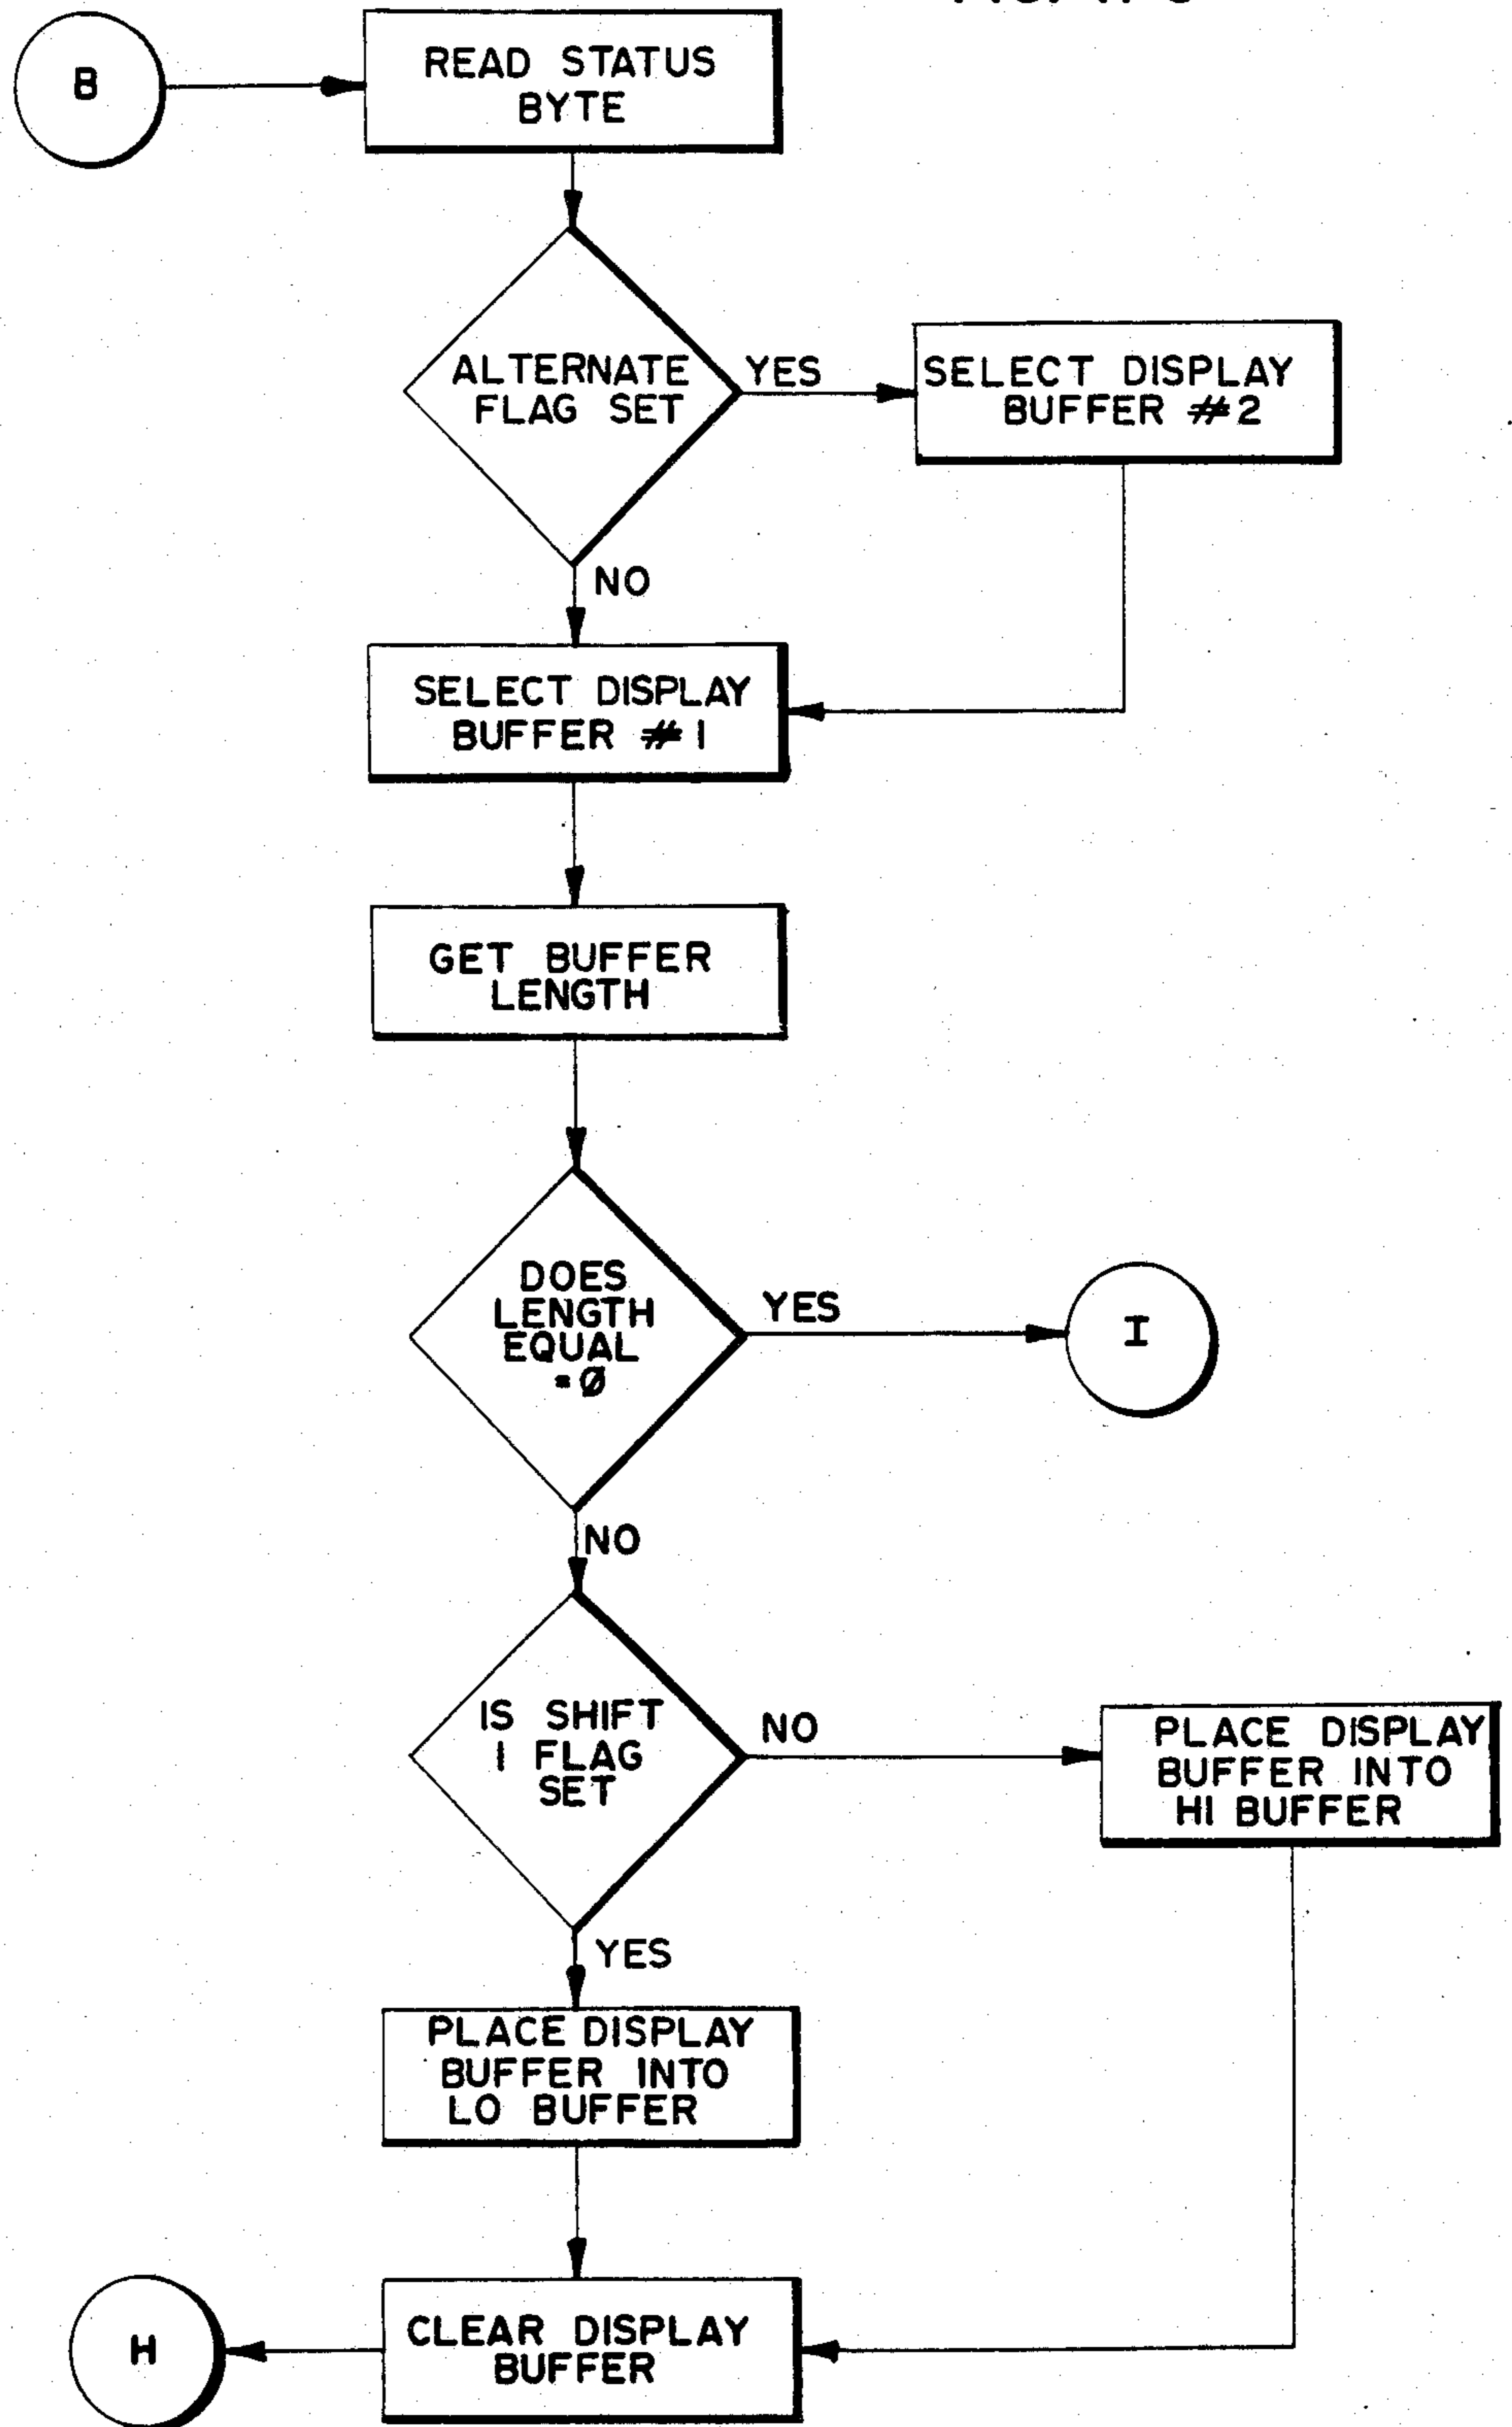 B
READ STATUS
BYTE
ALTERNATE
FLAG SET
YES
SELECT DISPLAY
BUFFER #2
NO
SELECT DISPLAY
BUFFER #1
GET BUFFER
LENGTH
DOES
LENGTH
EQUAL
=Ø
YES
I
NO
IS SHIFT
1 FLAG
SET
NO
PLACE DISPLAY
BUFFER INTO
HI BUFFER
YES
PLACE DISPLAY
BUFFER INTO
LO BUFFER
CLEAR DISPLAY
BUFFER
H